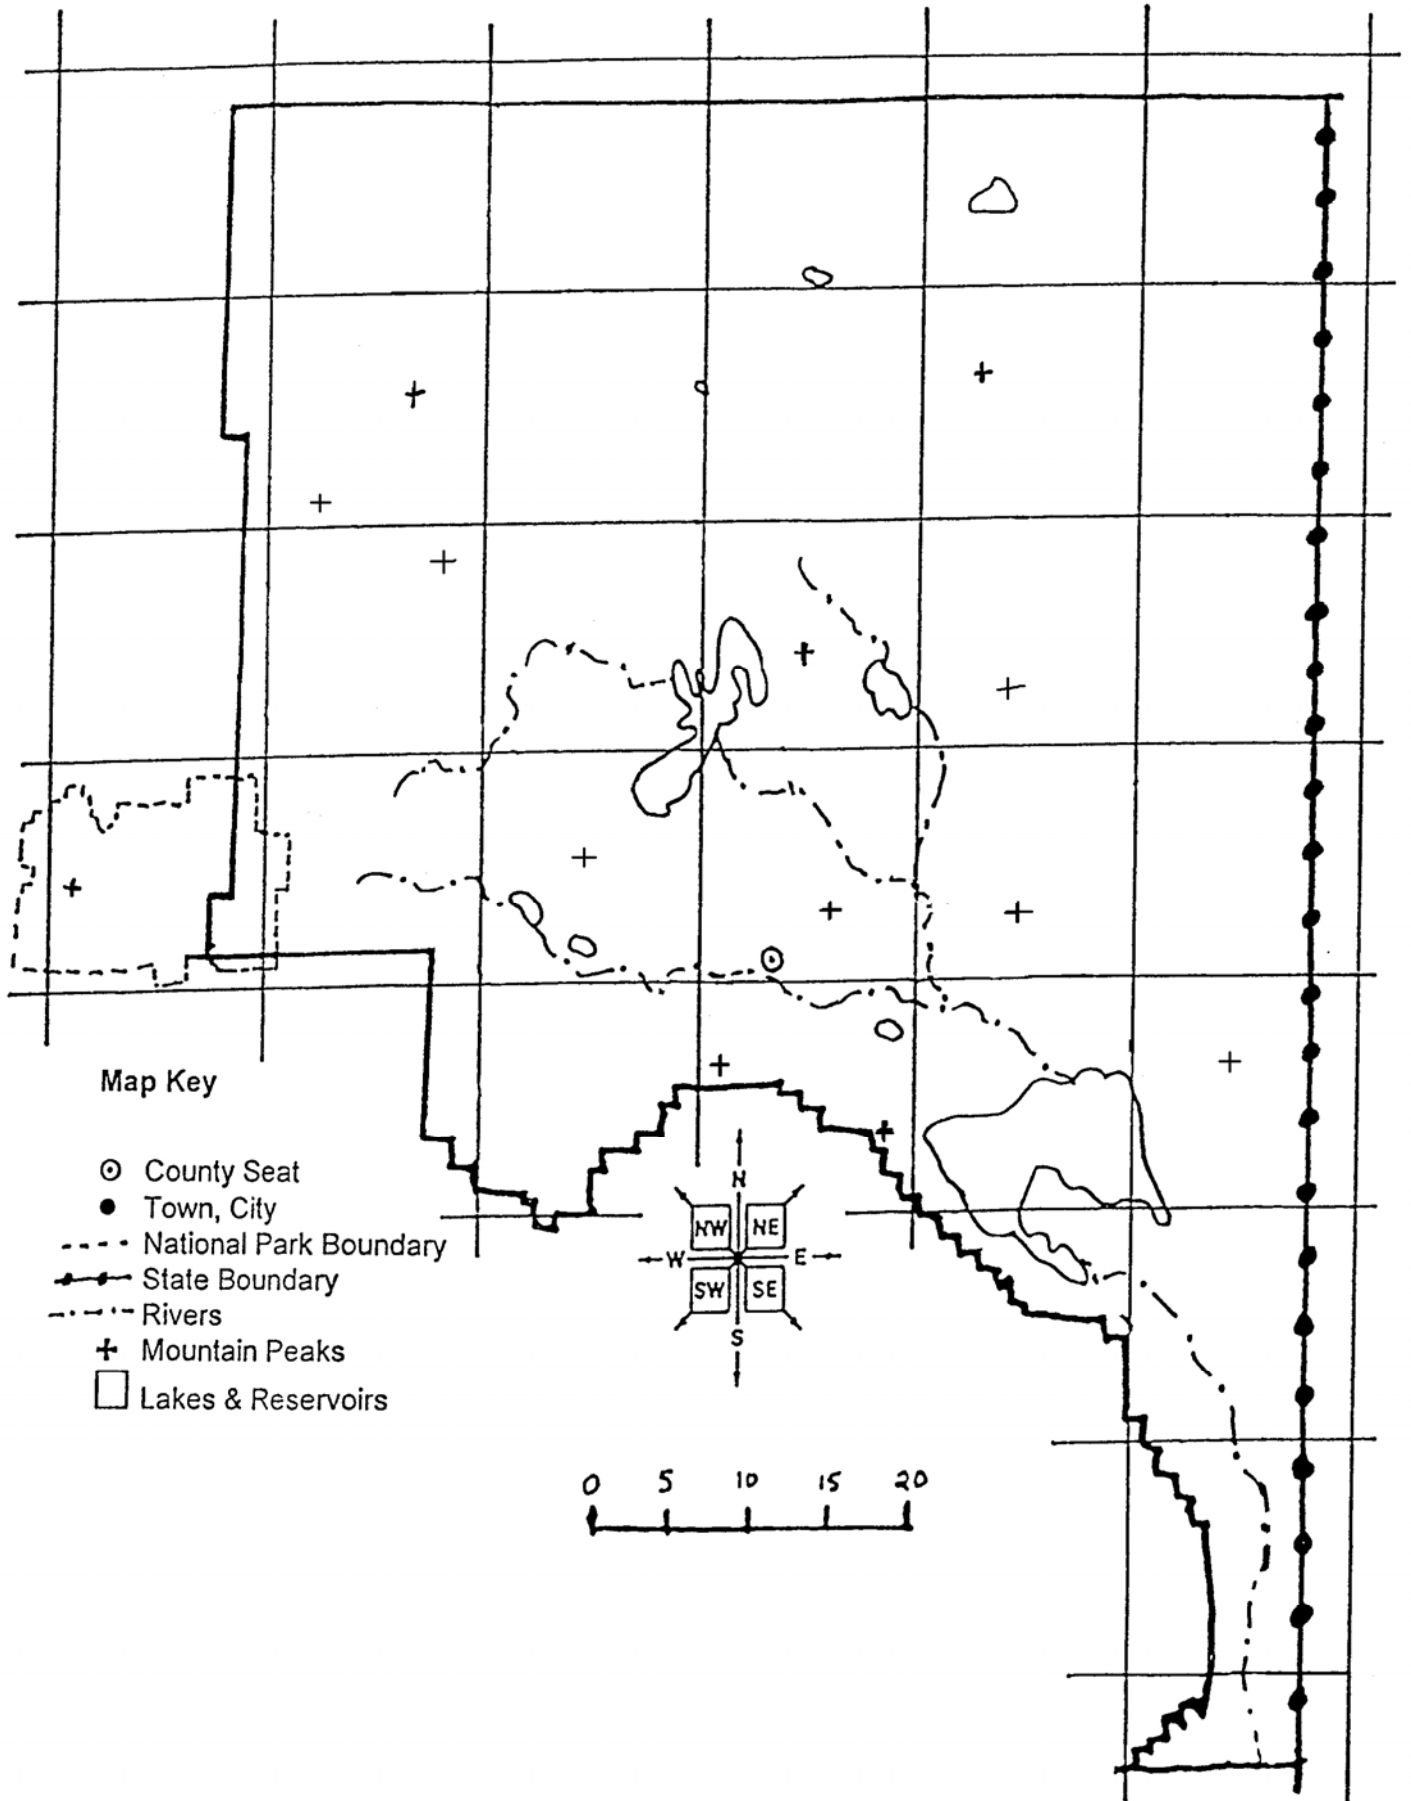 Map Key
County Seat
Town, City
National Park Boundary
State Boundary
Rivers
Mountain Peaks
Lakes & Reservoirs
N
NW NE
W E
SW SE
S
0 5 10 15 20